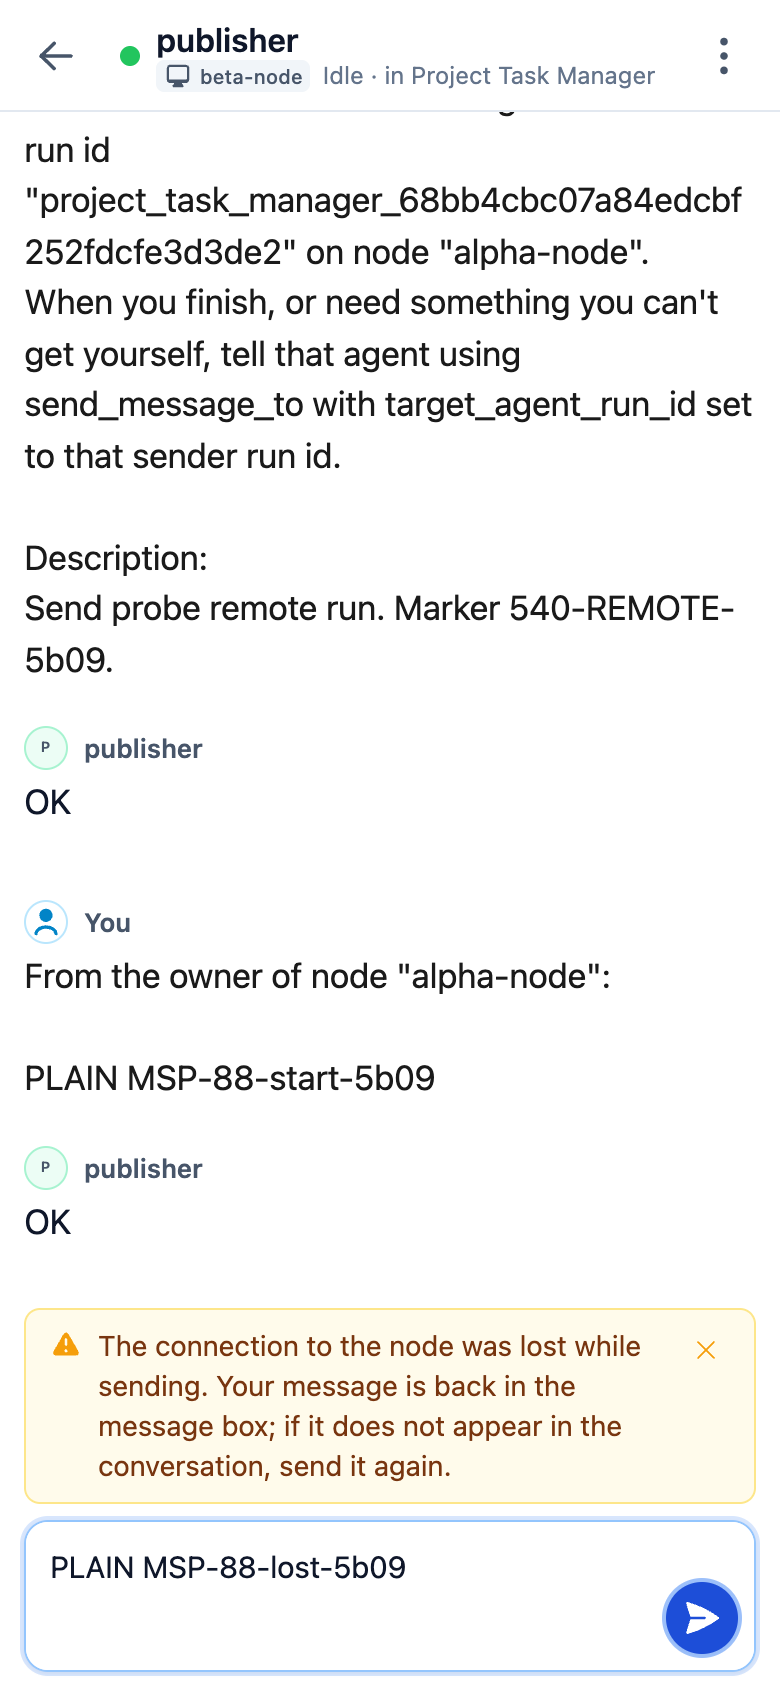 publisher
beta-node Idle · in Project Task Manager
run id
"project_task_manager_68bb4cbc07a84edcbf
252fdcfe3d3de2" on node "alpha-node".
When you finish, or need something you can't
get yourself, tell that agent using
send_message_to with target_agent_run_id set
to that sender run id.
Description:
Send probe remote run. Marker 540-REMOTE-
5b09.
P publisher
OK
You
From the owner of node "alpha-node":
PLAIN MSP-88-start-5b09
P publisher
OK
The connection to the node was lost while
sending. Your message is back in the
message box; if it does not appear in the
conversation, send it again.
PLAIN MSP-88-lost-5b09